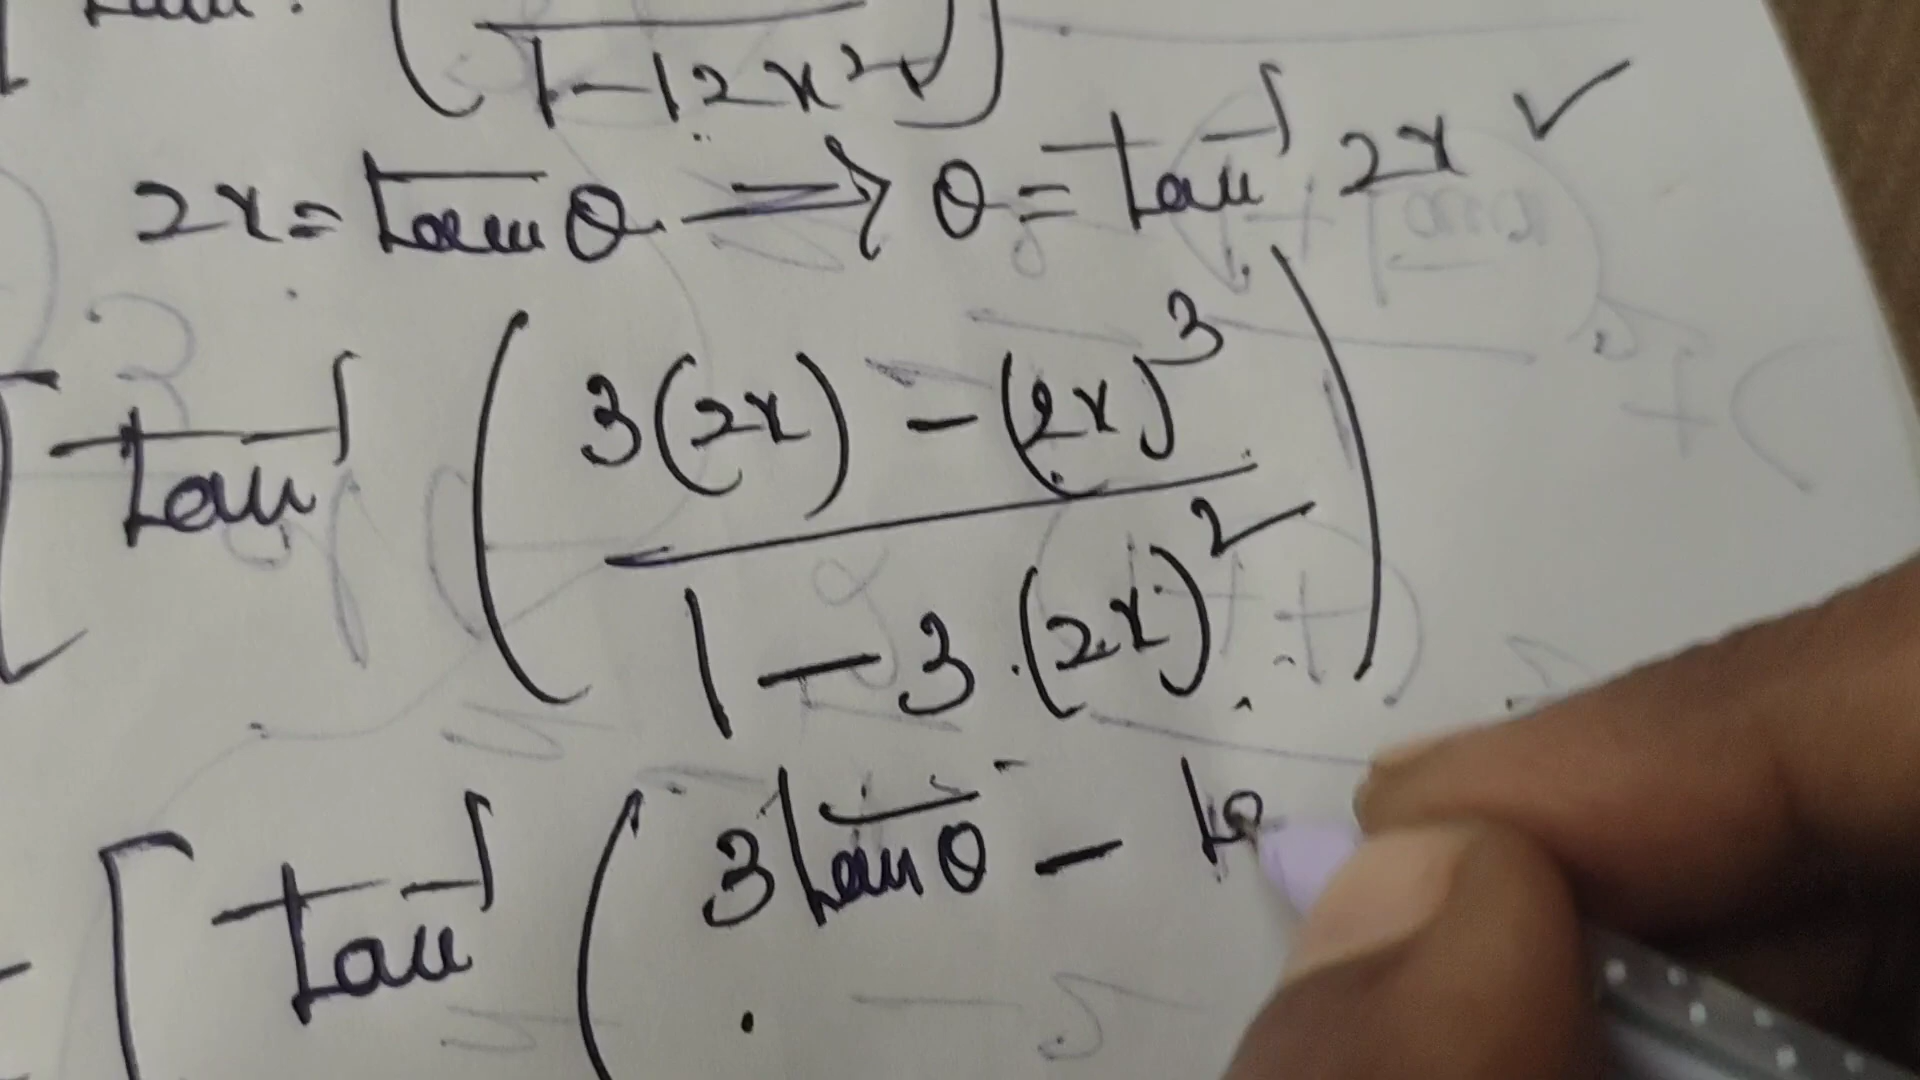 1-12x²
2x = tan θ ⇒ θ = tan⁻¹ 2x ✓
[ tan⁻¹ ( 3(2x) - (2x)³ / 1 - 3.(2x)² )
[ tan⁻¹ ( 3 tan θ - ta